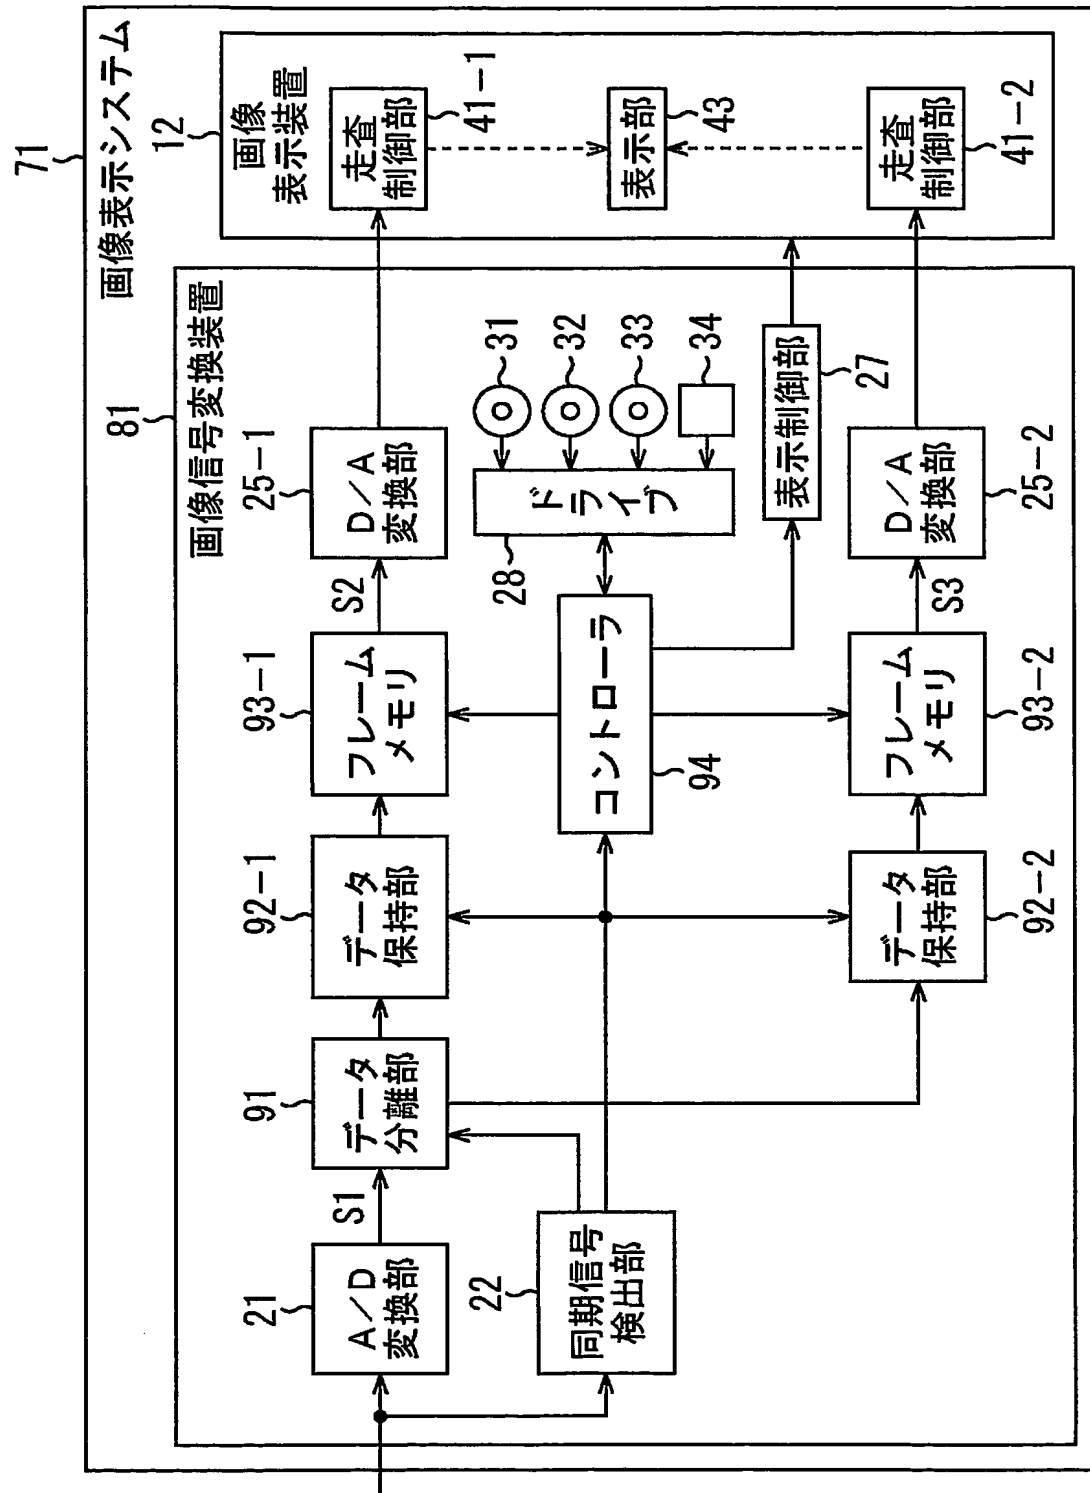 71
画像表示システム
81
画像信号変換装置
12
画像
表示装置
21
A/D
変換部
S1
91
データ
分離部
92-1
データ
保持部
93-1
フレーム
メモリ
S2
25-1
D/A
変換部
走査
制御部
41-1
22
同期信号
検出部
コントローラ
94
28
ドライブ
31
32
33
34
表示制御部
27
表示部
43
92-2
データ
保持部
93-2
フレーム
メモリ
S3
25-2
D/A
変換部
走査
制御部
41-2